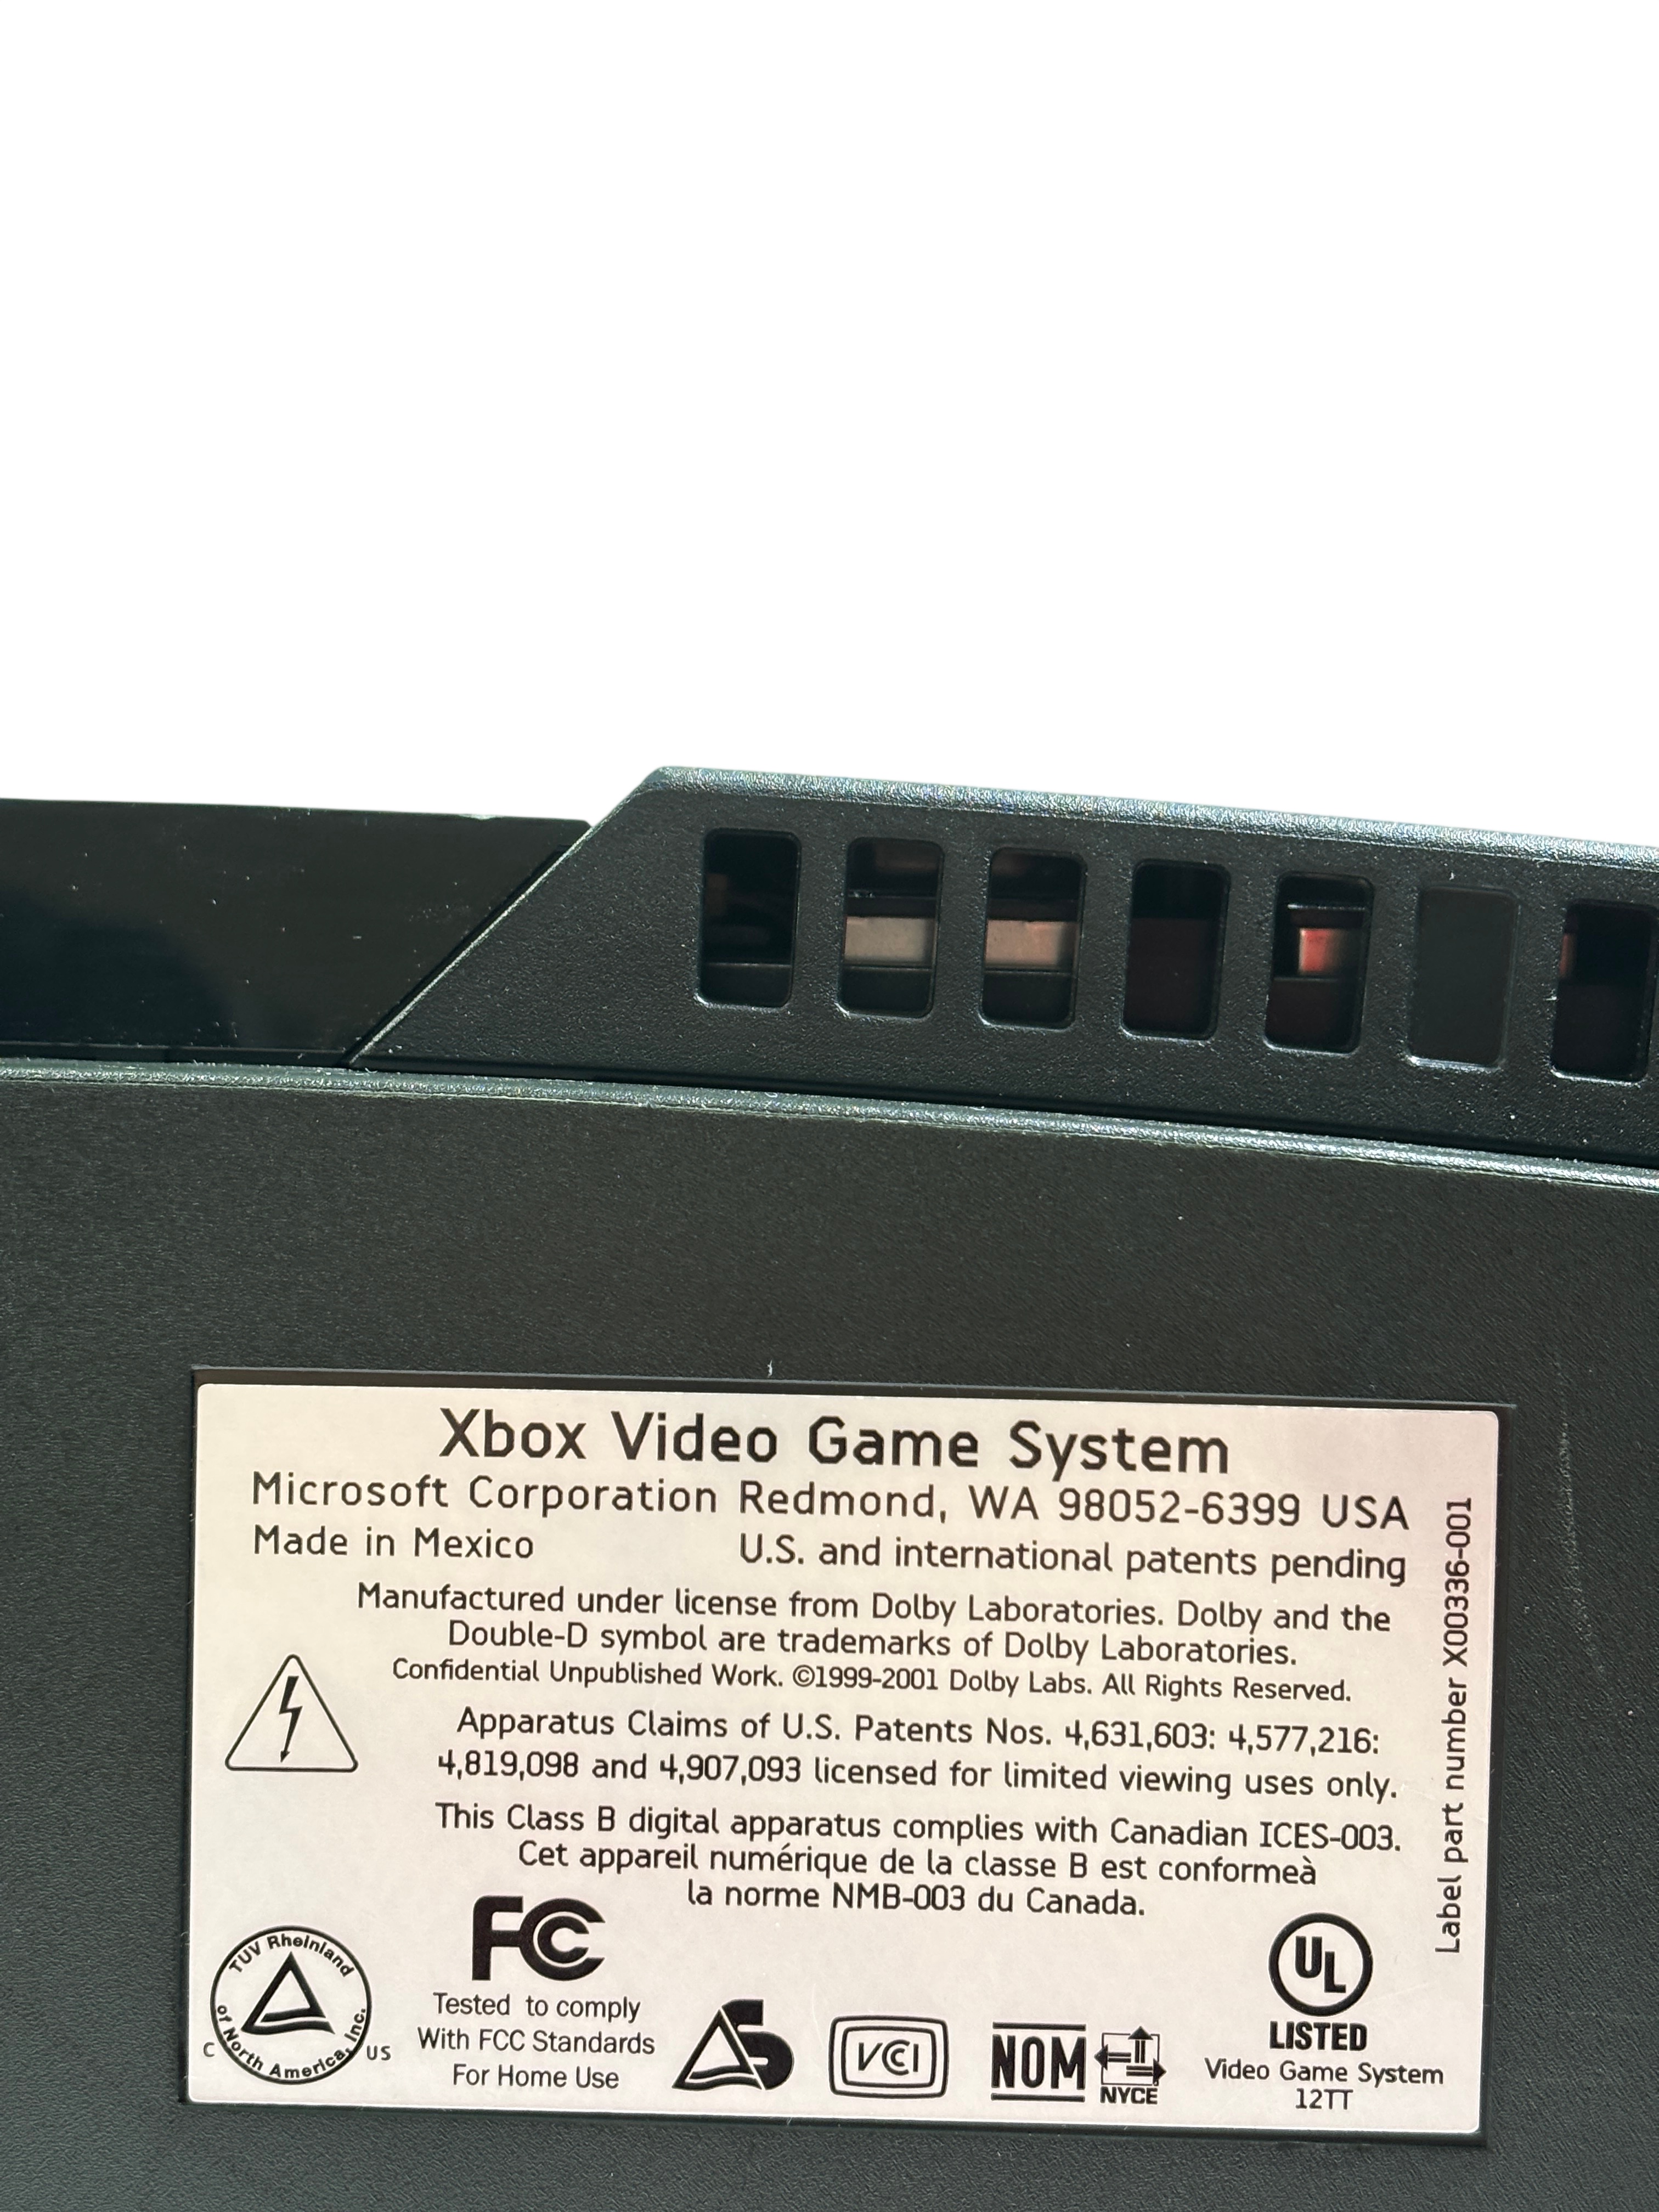 Xbox Video Game System
Microsoft Corporation Redmond, WA 98052-6399 USA
Made in Mexico U.S. and international patents pending
Manufactured under license from Dolby Laboratories. Dolby and the
Double-D symbol are trademarks of Dolby Laboratories.
Confidential Unpublished Work. ©1999-2001 Dolby Labs. All Rights Reserved.
Apparatus Claims of U.S. Patents Nos. 4,631,603: 4,577,216:
4,819,098 and 4,907,093 licensed for limited viewing uses only.
This Class B digital apparatus complies with Canadian ICES-003.
Cet appareil numérique de la classe B est conformeà
la norme NMB-003 du Canada.
Label part number X00336-001
TUV Rheinland
of North America, Inc.
C US
FC
Tested to comply
With FCC Standards
For Home Use
S
VCI
NOM
NYCE
UL
LISTED
Video Game System
12TT